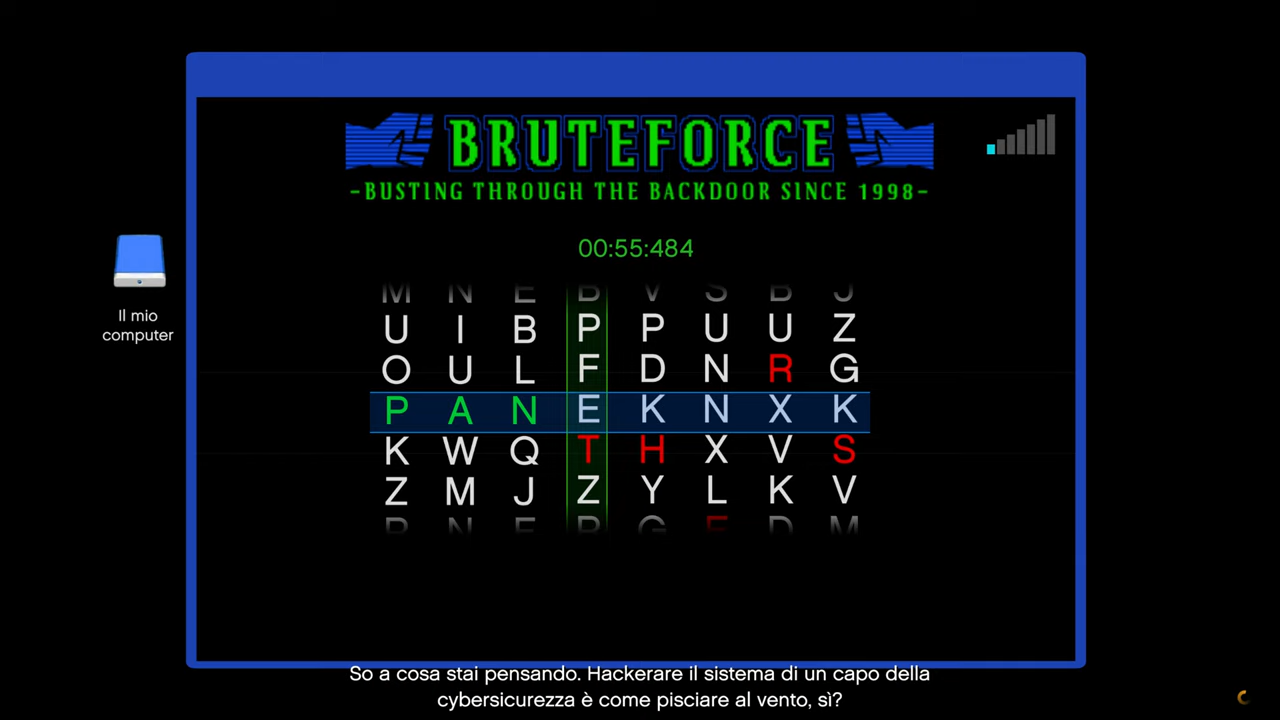 BRUTEFORCE
-BUSTING THROUGH THE BACKDOOR SINCE 1998-
00:55:484
M N E B V S B J
U I B P P U U Z
O U L F D N R G
P A N E K N X K
K W Q T H X V S
Z M J Z Y L K V
Il mio
computer
So a cosa stai pensando. Hackerare il sistema di un capo della
cybersicurezza è come pisciare al vento, sì?